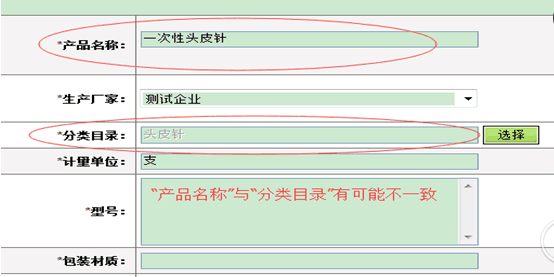 *产品名称： 一次性头皮针
*生产厂家： 测试企业
*分类目录： 头皮针 选择
*计量单位： 支
*型号： “产品名称”与“分类目录”有可能不一致
*包装材质：